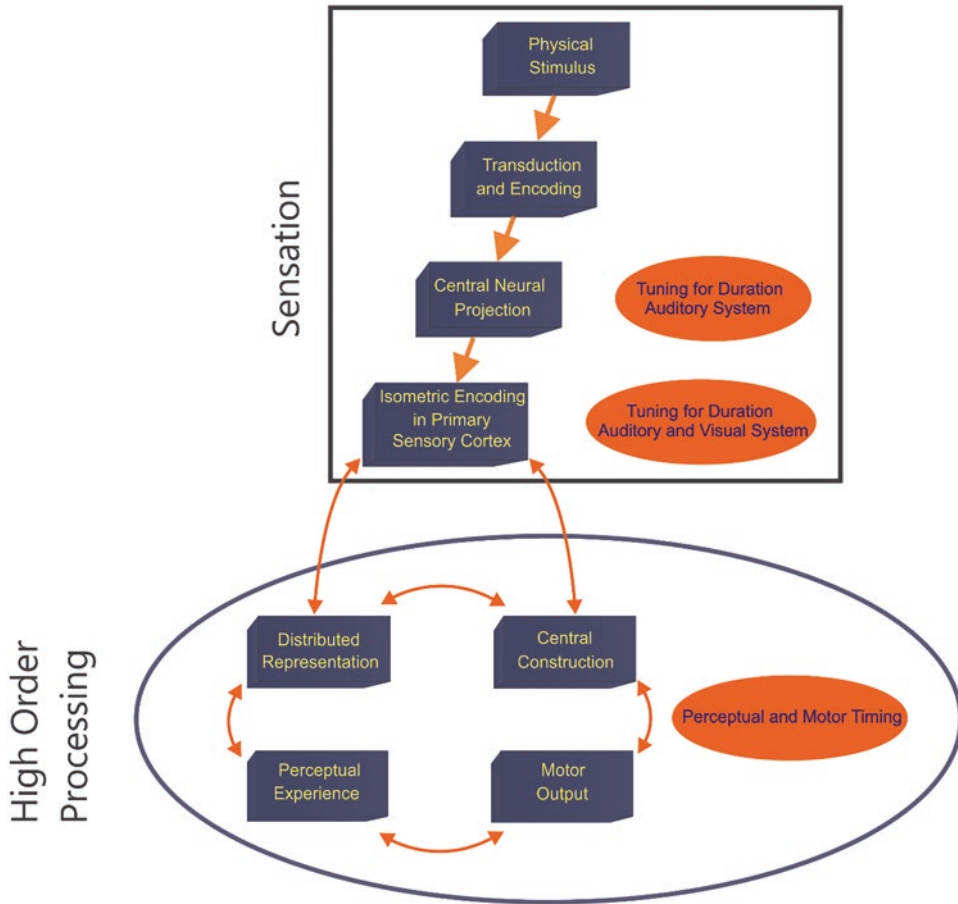 Sensation
Physical
Stimulus
Transduction
and Encoding
Central Neural
Projection
Tuning for Duration
Auditory System
Isometric Encoding
in Primary
Sensory Cortex
Tuning for Duration
Auditory and Visual System
High Order
Processing
Distributed
Representation
Central
Construction
Perceptual and Motor Timing
Perceptual
Experience
Motor
Output